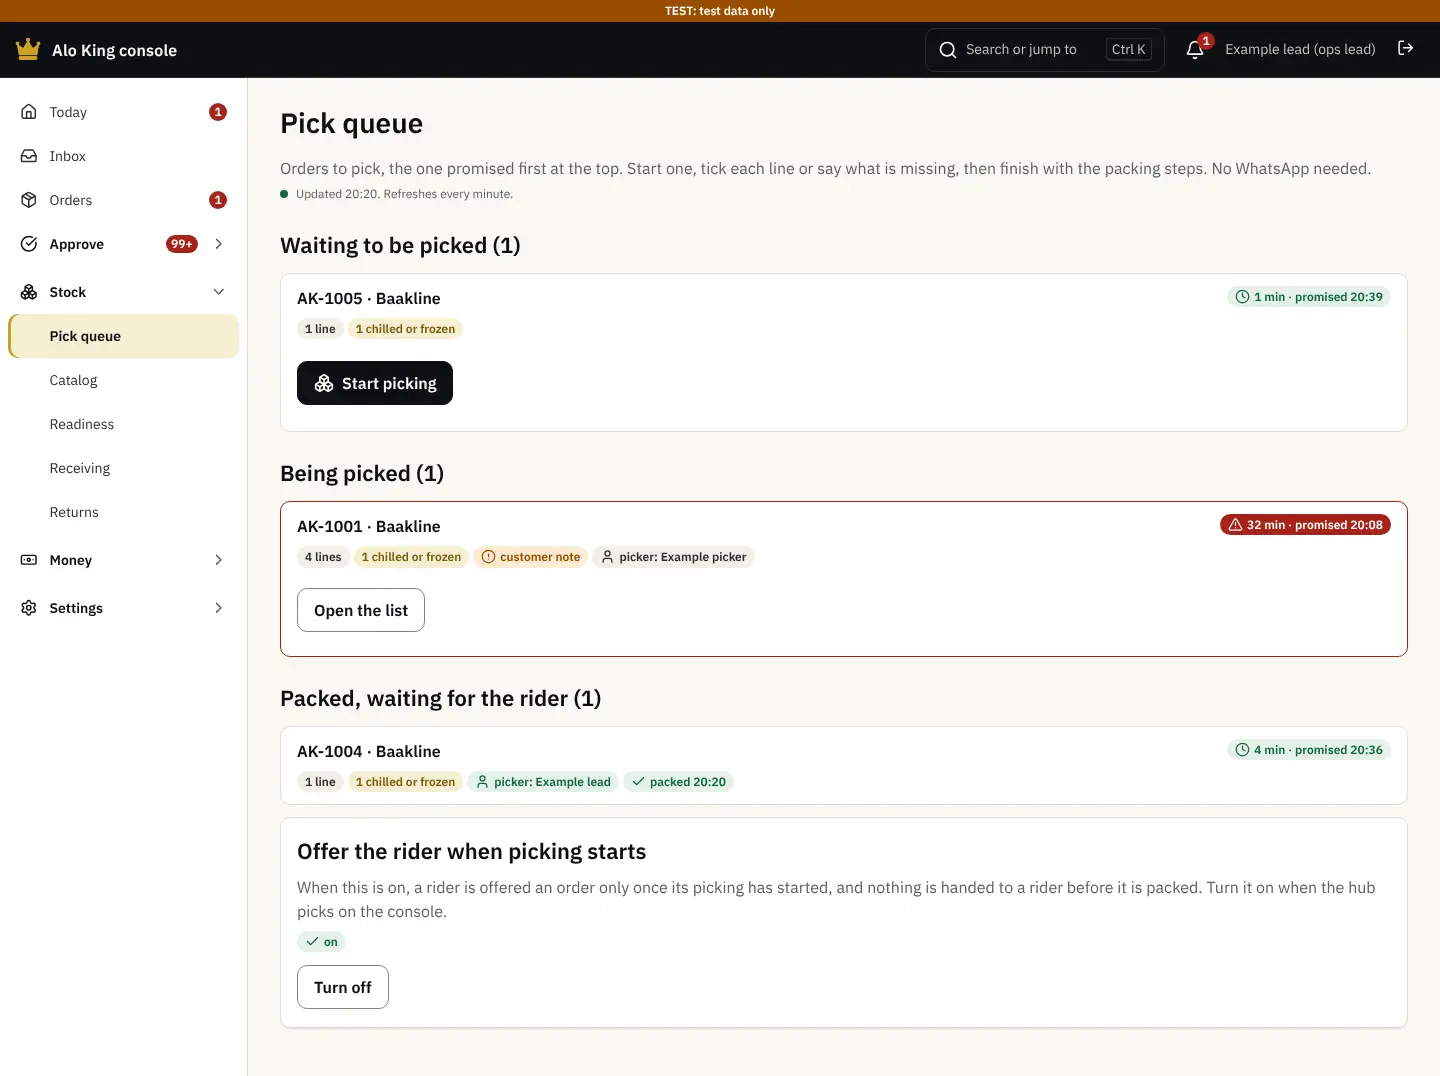 TEST: test data only
Alo King console
Search or jump to
Ctrl K
1
Example lead (ops lead)
Today
1
Inbox
Orders
1
Approve
99+
Stock
Pick queue
Catalog
Readiness
Receiving
Returns
Money
Settings
Pick queue
Orders to pick, the one promised first at the top. Start one, tick each line or say what is missing, then finish with the packing steps. No WhatsApp needed.
Updated 20:20. Refreshes every minute.
Waiting to be picked (1)
AK-1005 · Baakline
1 min · promised 20:39
1 line
1 chilled or frozen
Start picking
Being picked (1)
AK-1001 · Baakline
32 min · promised 20:08
4 lines
1 chilled or frozen
customer note
picker: Example picker
Open the list
Packed, waiting for the rider (1)
AK-1004 · Baakline
4 min · promised 20:36
1 line
1 chilled or frozen
picker: Example lead
packed 20:20
Offer the rider when picking starts
When this is on, a rider is offered an order only once its picking has started, and nothing is handed to a rider before it is packed. Turn it on when the hub
picks on the console.
on
Turn off